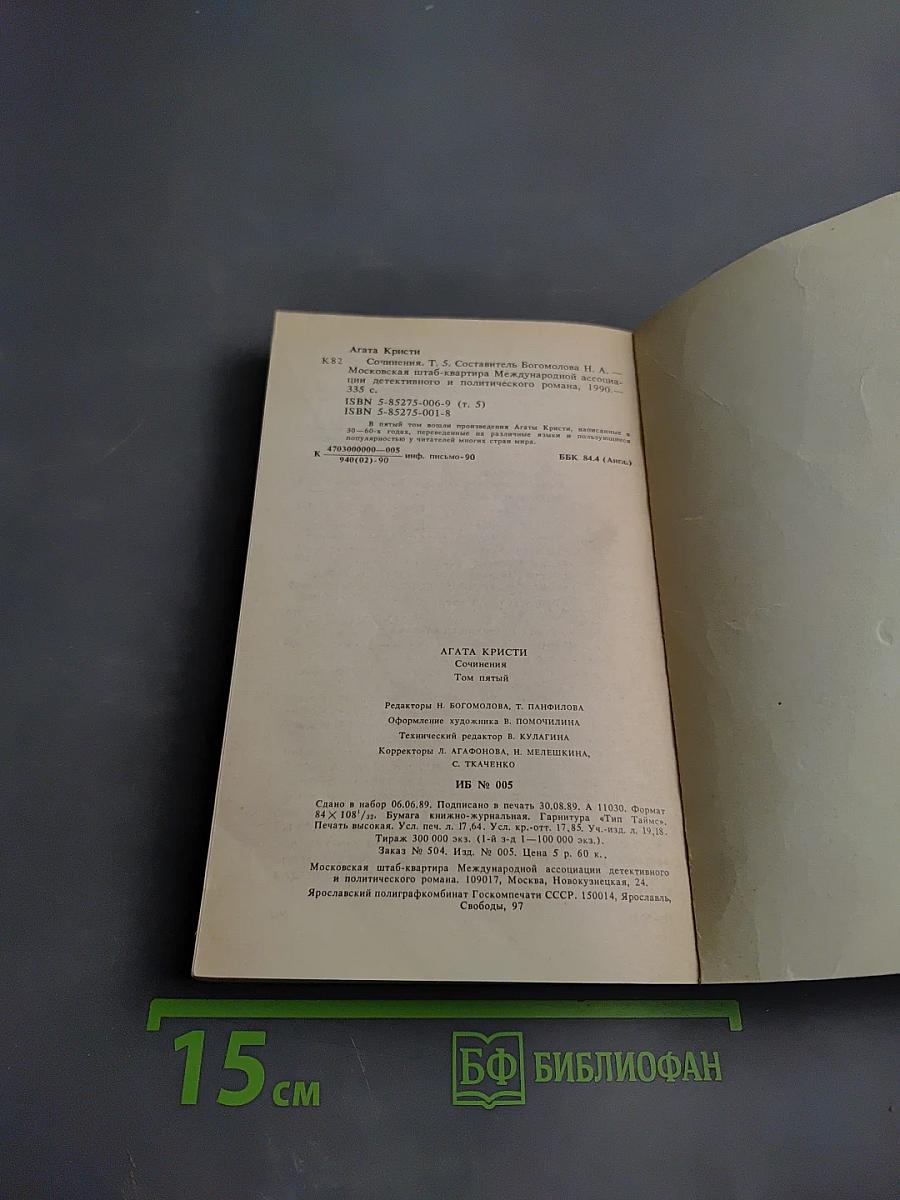 Агата Кристи
К82 Сочинения. Т. 5. Составитель Богомолова Н. А. —
Московская штаб-квартира Международной ассоциа-
ции детективного и политического романа, 1990.—
335 с.
ISBN 5-85275-006-9 (т. 5)
ISBN 5-85275-001-8
В пятый том вошли произведения Агаты Кристи, написанные в
30—60-х годах, переведенные на различные языки и пользующиеся
популярностью у читателей многих стран мира.
К 4703000000—005 инф. письмо-90 ББК 84.4 (Англ.)
940(02)-90
АГАТА КРИСТИ
Сочинения
Том пятый
Редакторы Н. БОГОМОЛОВА, Т. ПАНФИЛОВА
Оформление художника В. ПОМОЧИЛИНА
Технический редактор В. КУЛАГИНА
Корректоры Л. АГАФОНОВА, Н. МЕЛЕШКИНА,
С. ТКАЧЕНКО
ИБ № 005
Сдано в набор 06.06.89. Подписано в печать 30.08.89. А 11030. Формат
84×108¹/₃₂. Бумага книжно-журнальная. Гарнитура «Тип Таймс».
Печать высокая. Усл. печ. л. 17,64. Усл. кр.-отт. 17,85. Уч.-изд. л. 19,18.
Тираж 300 000 экз. (1-й з-д 1—100 000 экз.).
Заказ № 504. Изд. № 005. Цена 5 р. 60 к..
Московская штаб-квартира Международной ассоциации детективного
и политического романа. 109017, Москва, Новокузнецкая, 24.
Ярославский полиграфкомбинат Госкомпечати СССР. 150014, Ярославль,
Свободы, 97
15 см
БФ БИБЛИОФАН